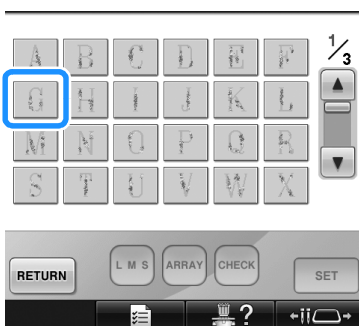 1/3
A B C D E F
G H I J K L
M N O P Q R
S T U V W X
RETURN L M S ARRAY CHECK SET
?